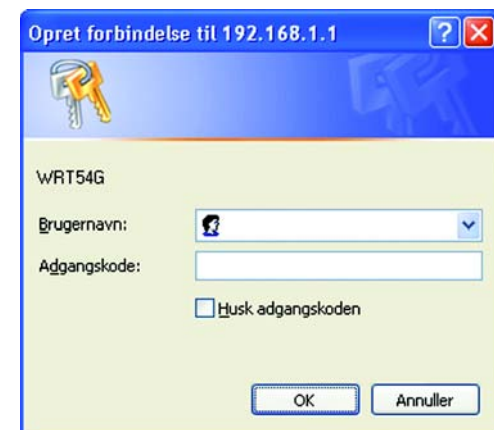 Opret forbindelse til 192.168.1.1
WRT54G
Brugernavn:
Adgangskode:
Husk adgangskoden
OK Annuller